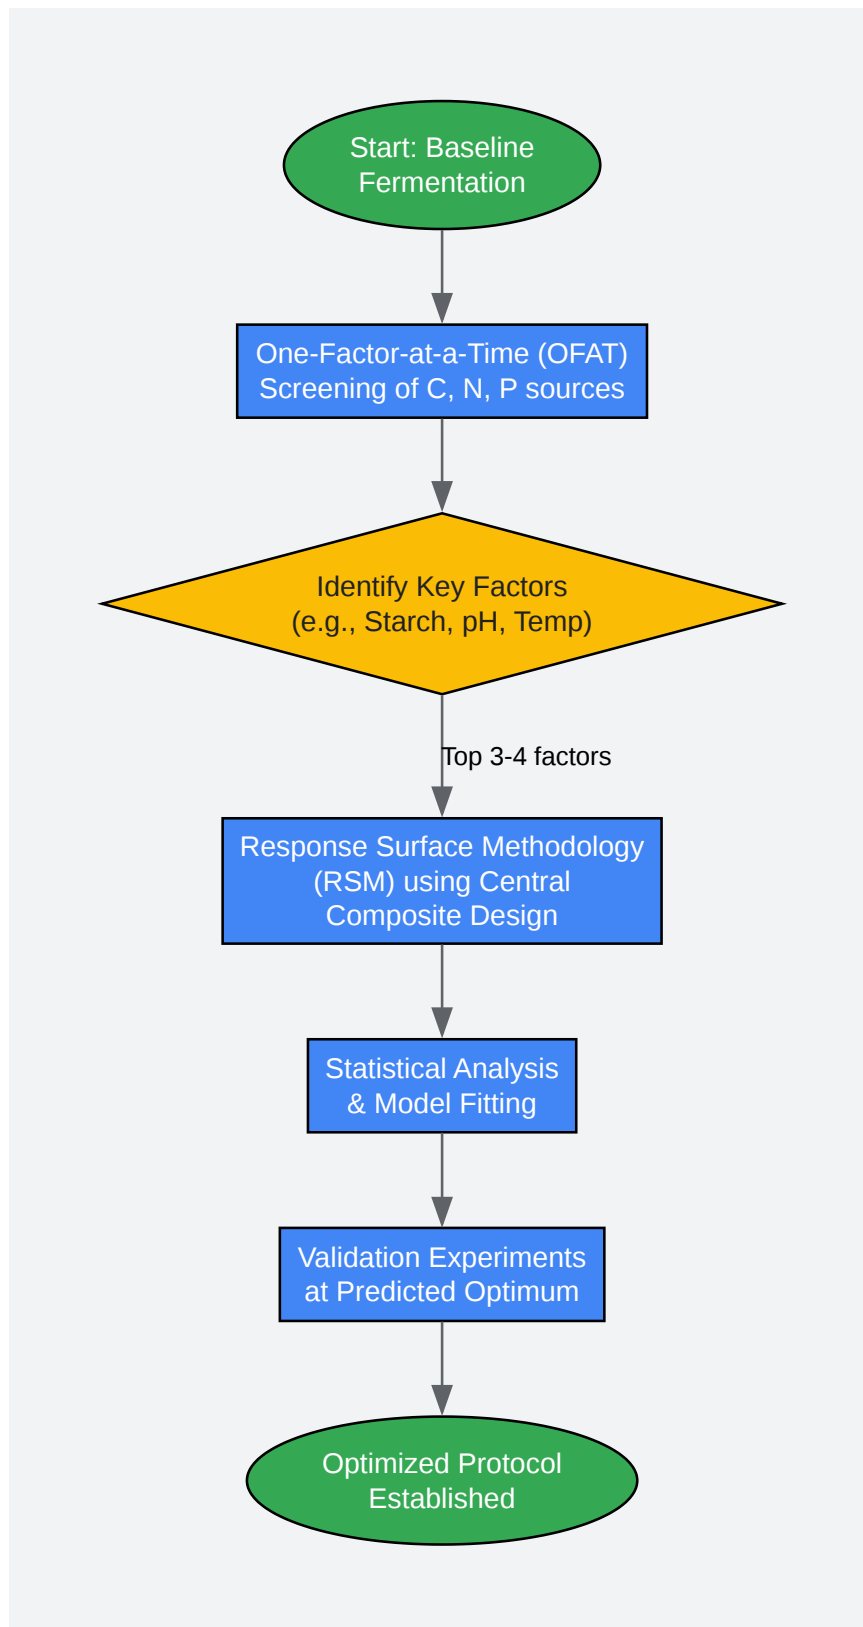 Start: Baseline
Fermentation
One-Factor-at-a-Time (OFAT)
Screening of C, N, P sources
Identify Key Factors
(e.g., Starch, pH, Temp)
Top 3-4 factors
Response Surface Methodology
(RSM) using Central
Composite Design
Statistical Analysis
& Model Fitting
Validation Experiments
at Predicted Optimum
Optimized Protocol
Established